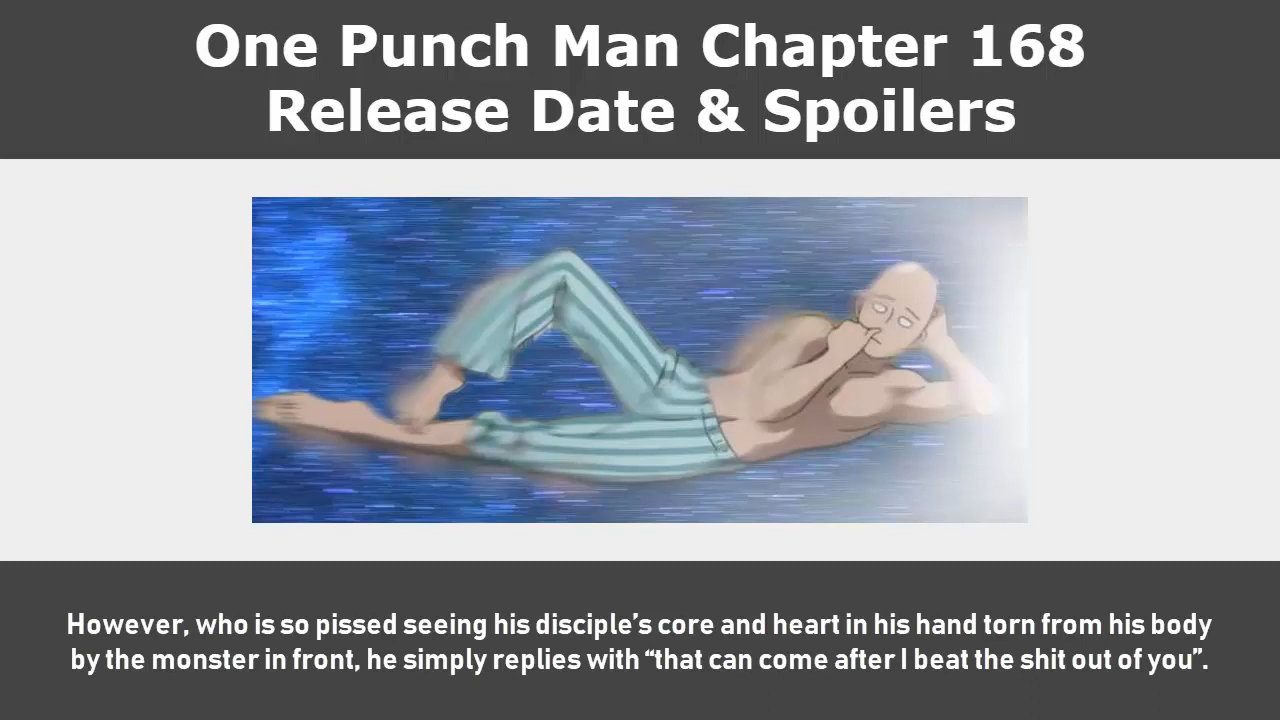 One Punch Man Chapter 168
Release Date & Spoilers
However, who is so pissed seeing his disciple’s core and heart in his hand torn from his body
by the monster in front, he simply replies with “that can come after I beat the shit out of you”.